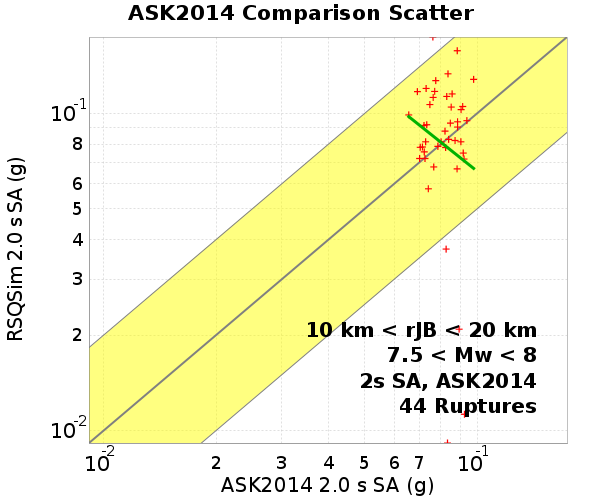 ASK2014 Comparison Scatter
RSQSim 2.0 s SA (g)
10^-1
8
6
5
4
3
2
10^-2
10 km < rJB < 20 km
7.5 < Mw < 8
2s SA, ASK2014
44 Ruptures
10^-2 2 3 4 5 6 7 10^-1
ASK2014 2.0 s SA (g)